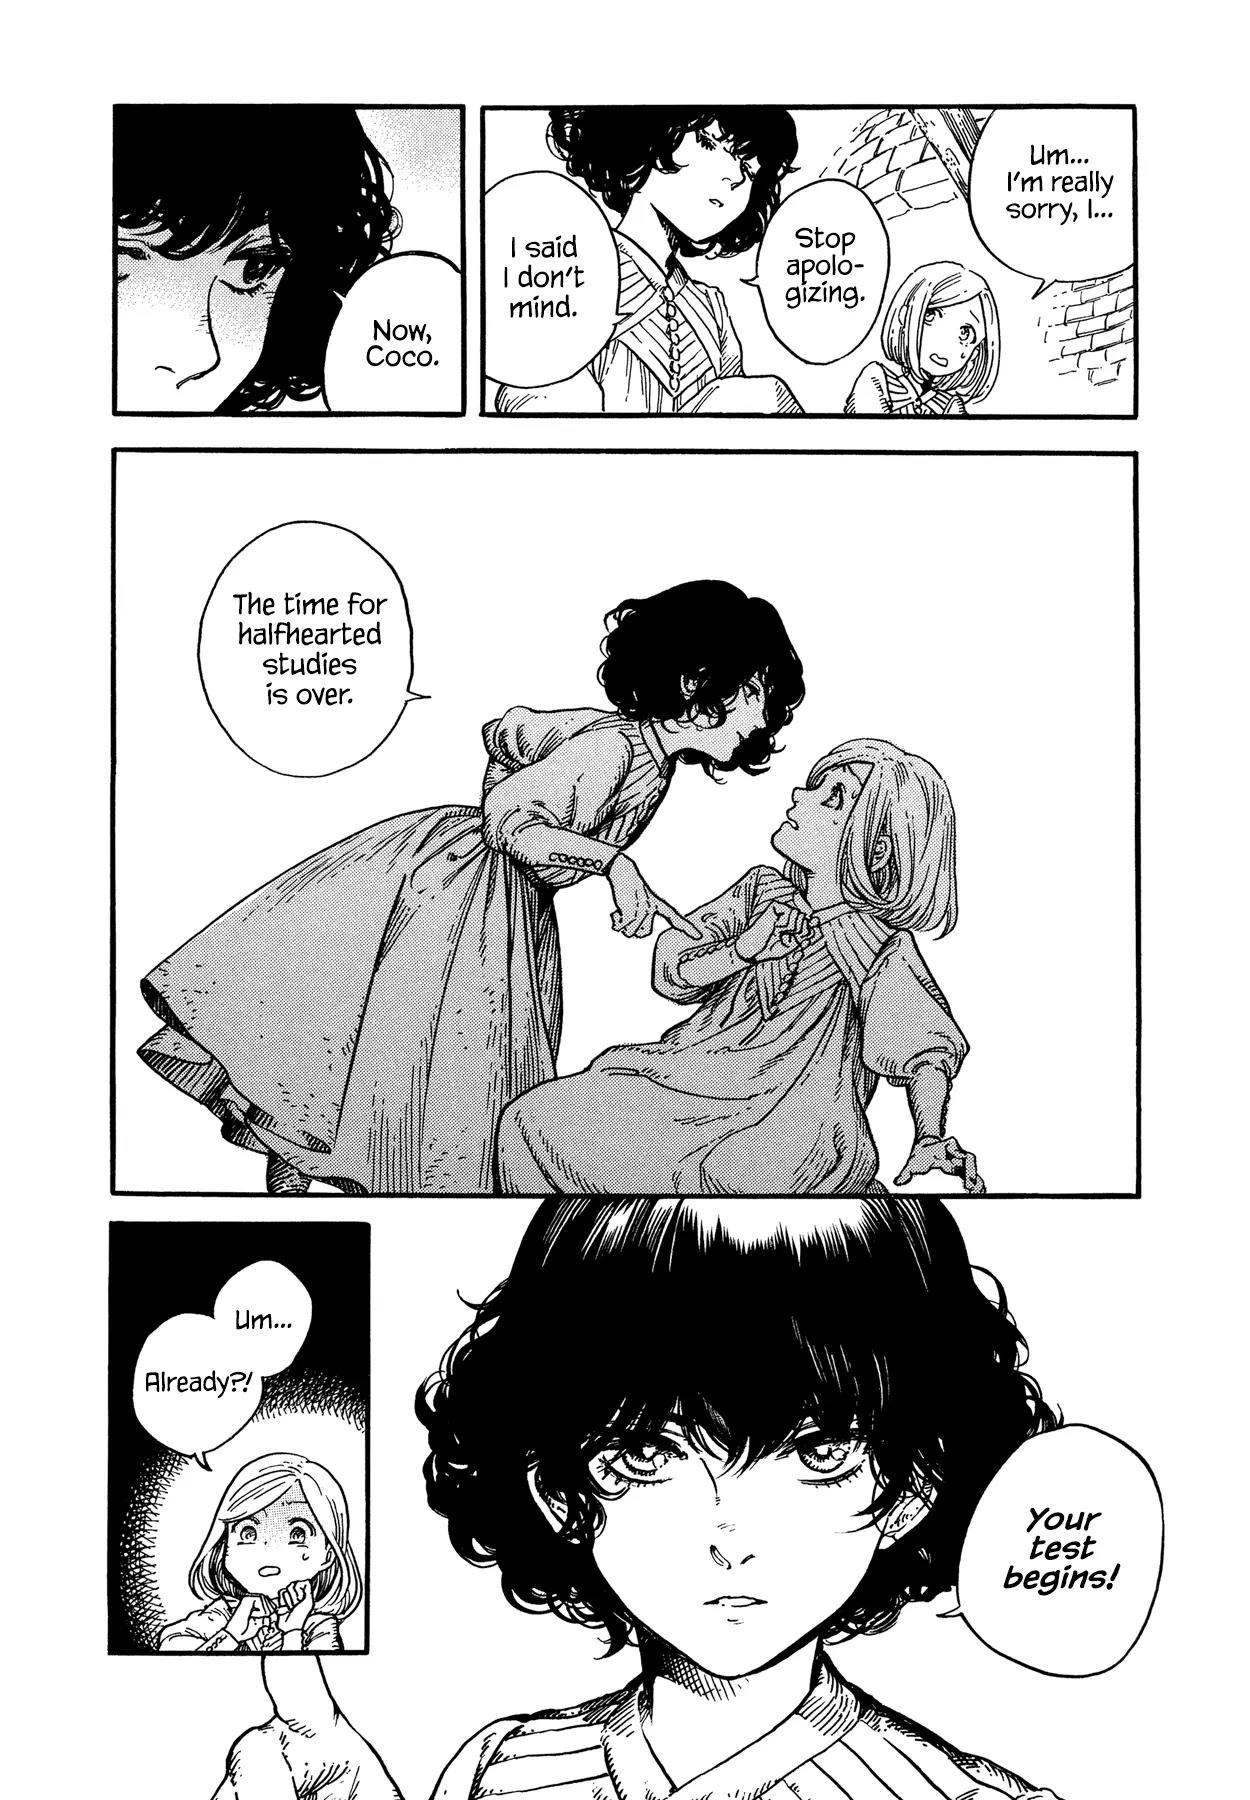 Um...
I'm really
sorry, I...
Stop
apolo-
gizing.
I said
I don't
mind.
Now,
Coco.
The time for
halfhearted
studies
is over.
Your
test
begins!
Um...
Already?!